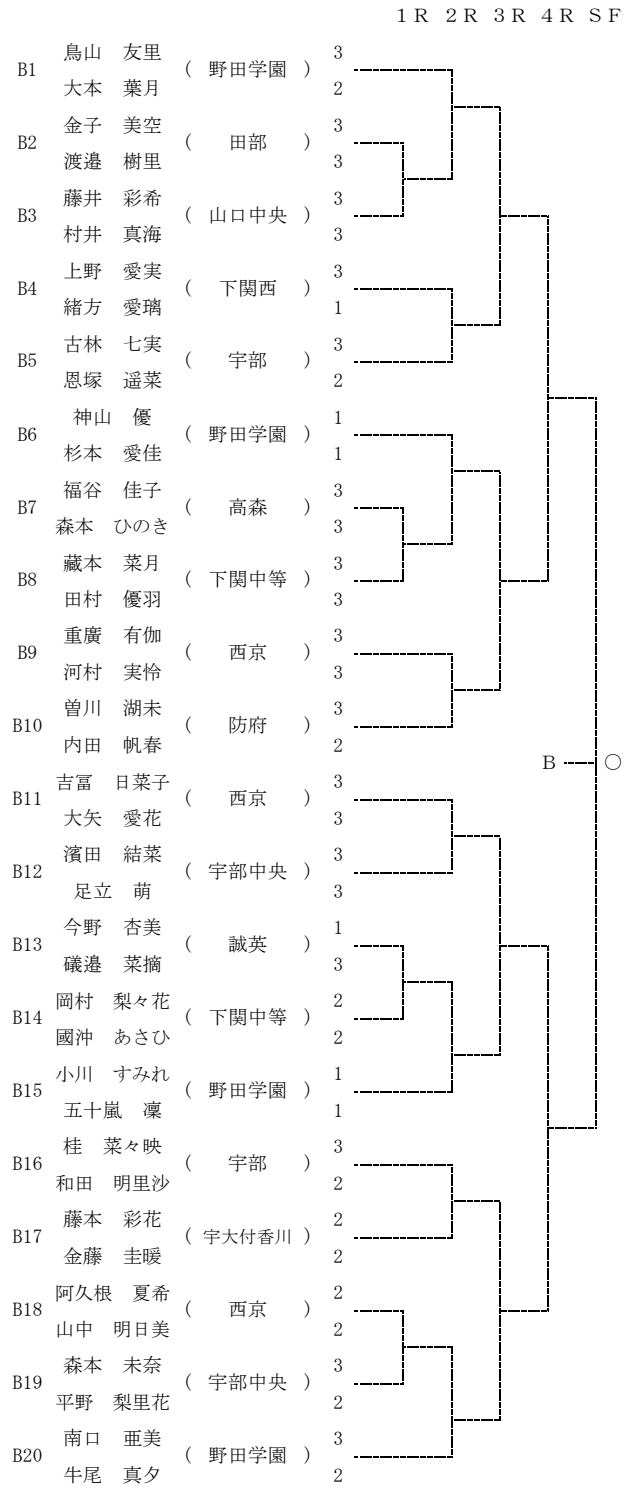 １Ｒ ２Ｒ ３Ｒ ４Ｒ ＳＦ
鳥山　友里 3
B1 （ 野田学園 ）
大本　葉月 2
金子　美空 3
B2 （ 田部 ）
渡邉　樹里 3
藤井　彩希 3
B3 （ 山口中央 ）
村井　真海 3
上野　愛実 3
B4 （ 下関西 ）
緒方　愛璃 1
古林　七実 3
B5 （ 宇部 ）
恩塚　遥菜 2
神山　優 1
B6 （ 野田学園 ）
杉本　愛佳 1
福谷　佳子 3
B7 （ 高森 ）
森本　ひのき 3
藏本　菜月 3
B8 （ 下関中等 ）
田村　優羽 3
重廣　有伽 3
B9 （ 西京 ）
河村　実怜 3
曽川　湖未 3
B10 （ 防府 ）
内田　帆春 2
Ｂ ○
吉冨　日菜子 3
B11 （ 西京 ）
大矢　愛花 3
濱田　結菜 3
B12 （ 宇部中央 ）
足立　萌 3
今野　杏美 1
B13 （ 誠英 ）
礒邉　菜摘 3
岡村　梨々花 2
B14 （ 下関中等 ）
國沖　あさひ 2
小川　すみれ 1
B15 （ 野田学園 ）
五十嵐　凜 1
桂　菜々映 3
B16 （ 宇部 ）
和田　明里沙 2
藤本　彩花 2
B17 （ 宇大付香川 ）
金藤　圭暖 2
阿久根　夏希 2
B18 （ 西京 ）
山中　明日美 2
森本　未奈 3
B19 （ 宇部中央 ）
平野　梨里花 2
南口　亜美 3
B20 （ 野田学園 ）
牛尾　真夕 2